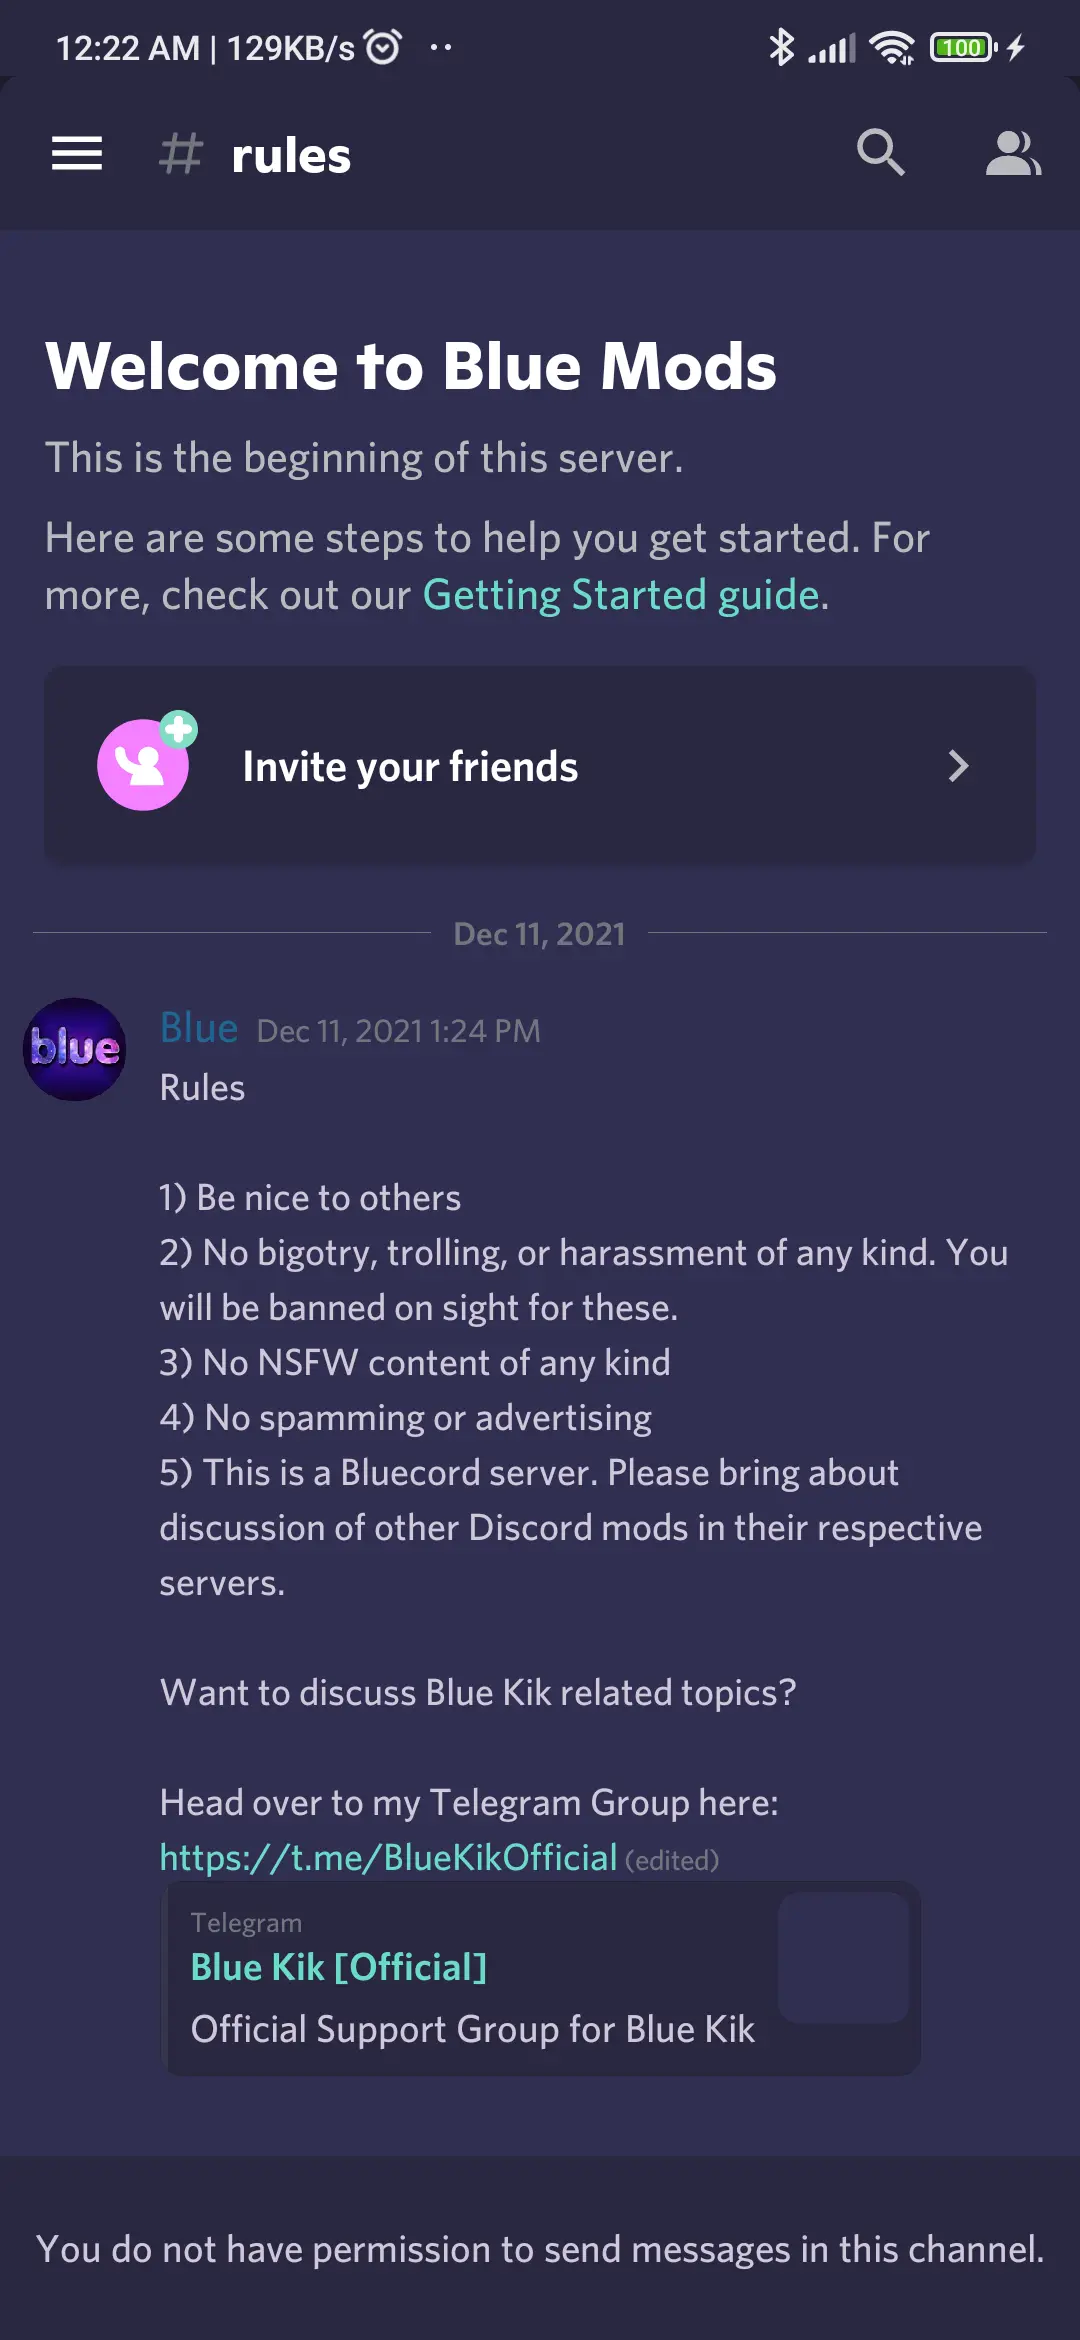 12:22 AM | 129KB/s
100
# rules
Welcome to Blue Mods
This is the beginning of this server.
Here are some steps to help you get started. For
more, check out our Getting Started guide.
Invite your friends
Dec 11, 2021
blue
Blue Dec 11, 2021 1:24 PM
Rules
1) Be nice to others
2) No bigotry, trolling, or harassment of any kind. You
will be banned on sight for these.
3) No NSFW content of any kind
4) No spamming or advertising
5) This is a Bluecord server. Please bring about
discussion of other Discord mods in their respective
servers.
Want to discuss Blue Kik related topics?
Head over to my Telegram Group here:
https://t.me/BlueKikOfficial (edited)
Telegram
Blue Kik [Official]
Official Support Group for Blue Kik
You do not have permission to send messages in this channel.